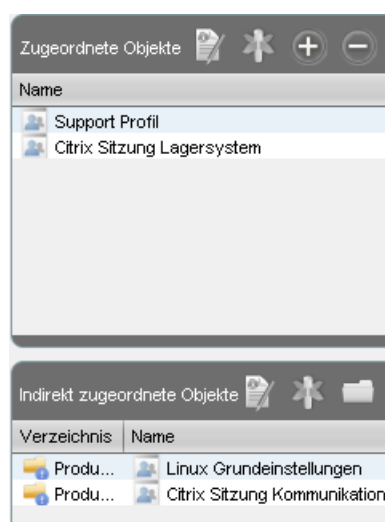 Zugeordnete Objekte
Name
Support Profil
Citrix Sitzung Lagersystem
Indirekt zugeordnete Objekte
Verzeichnis Name
Produ... Linux Grundeinstellungen
Produ... Citrix Sitzung Kommunikation